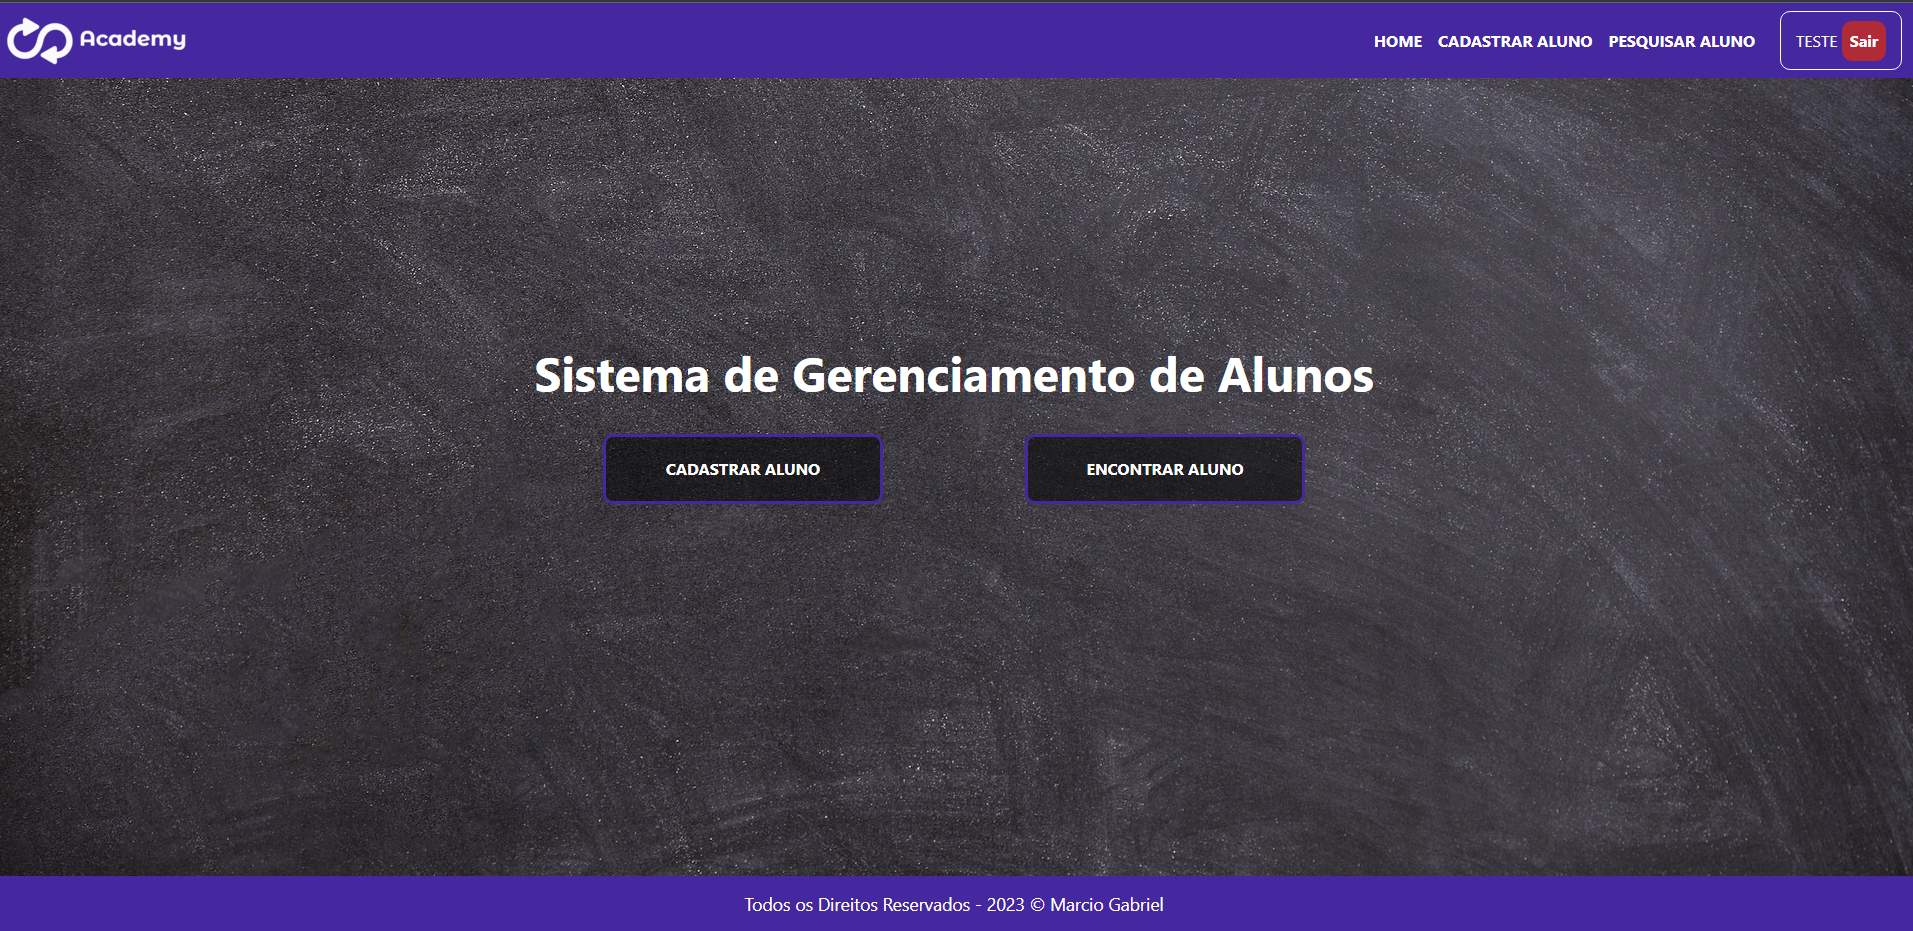 Academy
HOME CADASTRAR ALUNO PESQUISAR ALUNO TESTE Sair
Sistema de Gerenciamento de Alunos
CADASTRAR ALUNO ENCONTRAR ALUNO
Todos os Direitos Reservados - 2023 © Marcio Gabriel